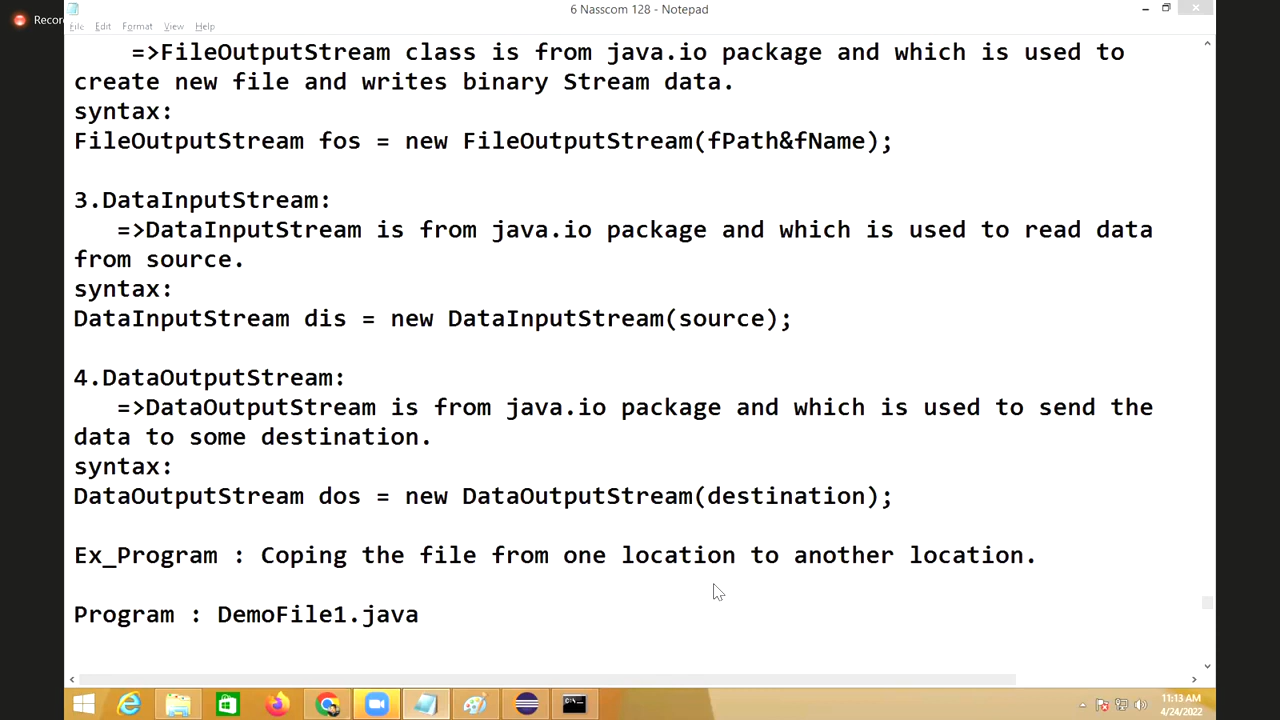 Recor
6 Nasscom 128 - Notepad
File Edit Format View Help
=>FileOutputStream class is from java.io package and which is used to
create new file and writes binary Stream data.
syntax:
FileOutputStream fos = new FileOutputStream(fPath&fName);
3.DataInputStream:
=>DataInputStream is from java.io package and which is used to read data
from source.
syntax:
DataInputStream dis = new DataInputStream(source);
4.DataOutputStream:
=>DataOutputStream is from java.io package and which is used to send the
data to some destination.
syntax:
DataOutputStream dos = new DataOutputStream(destination);
Ex_Program : Coping the file from one location to another location.
Program : DemoFile1.java
11:13 AM
4/24/2022